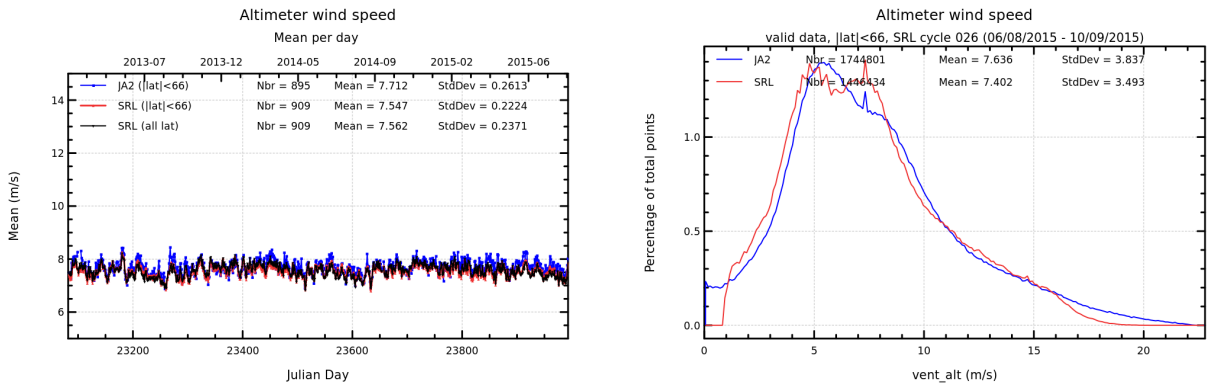 Altimeter wind speed
Mean per day
2013-07 2013-12 2014-05 2014-09 2015-02 2015-06
JA2 (|lat|<66) Nbr = 895 Mean = 7.712 StdDev = 0.2613
SRL (|lat|<66) Nbr = 909 Mean = 7.547 StdDev = 0.2224
SRL (all lat) Nbr = 909 Mean = 7.562 StdDev = 0.2371
14
12
10
8
6
Mean (m/s)
23200 23400 23600 23800
Julian Day
Altimeter wind speed
valid data, |lat|<66, SRL cycle 026 (06/08/2015 - 10/09/2015)
JA2 Nbr = 1744801 Mean = 7.636 StdDev = 3.837
SRL Nbr = 1446434 Mean = 7.402 StdDev = 3.493
1.0
0.5
0.0
Percentage of total points
0 5 10 15 20
vent_alt (m/s)